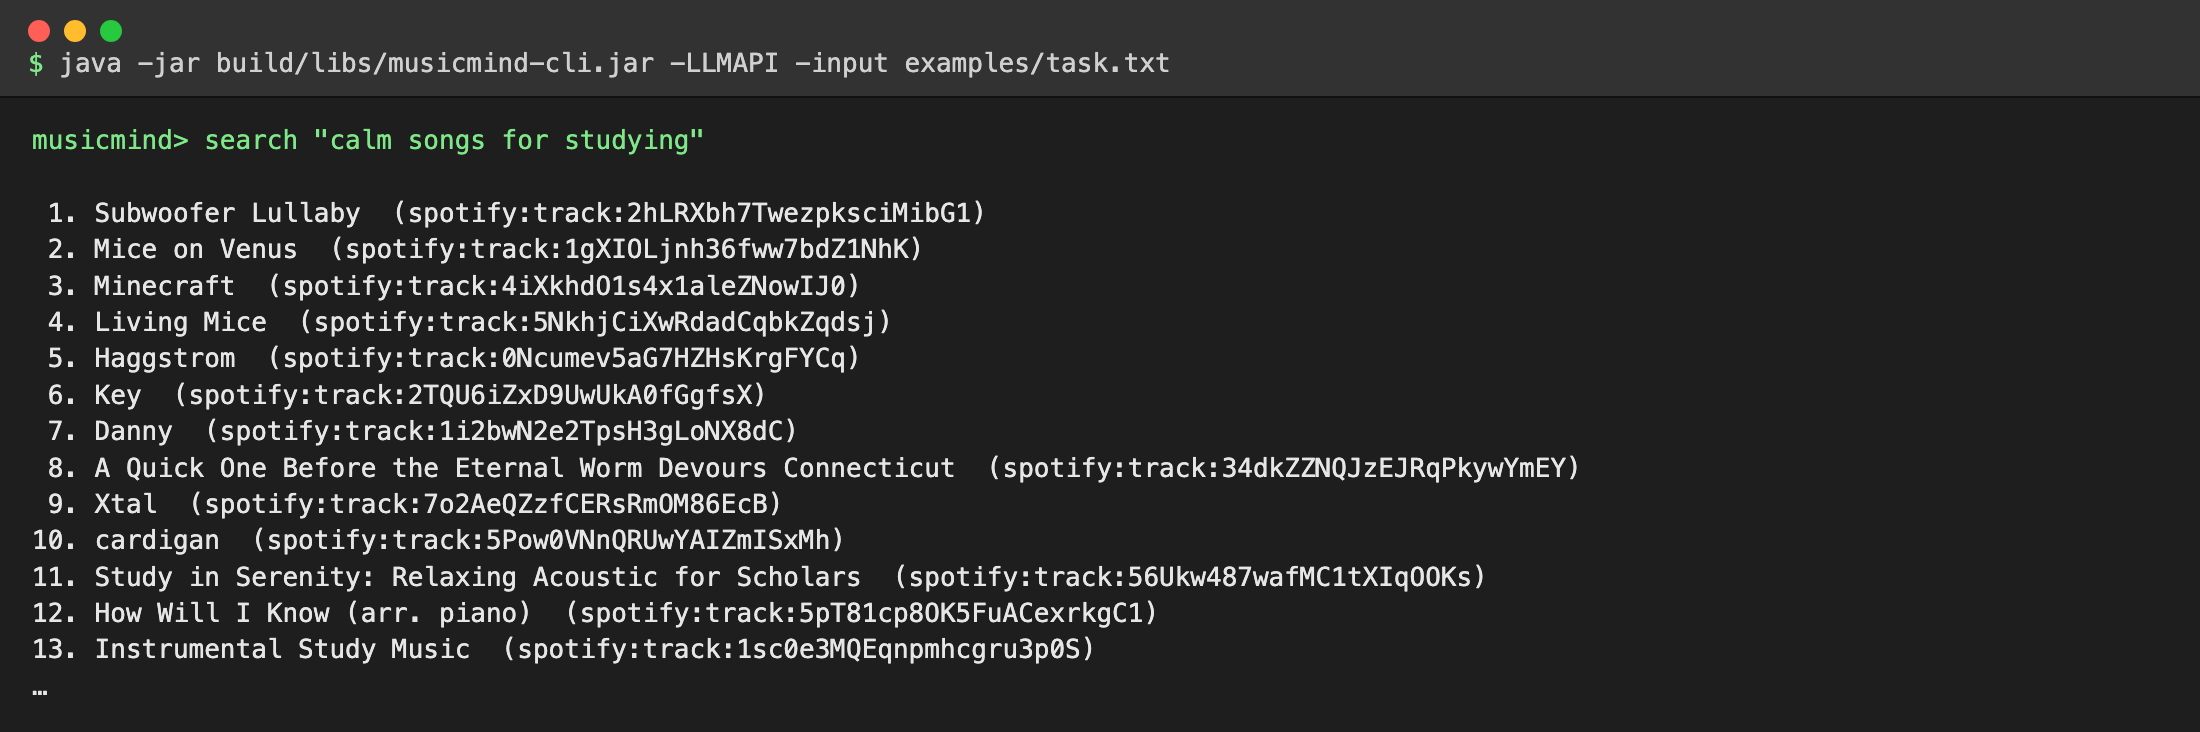 $ java -jar build/libs/musicmind-cli.jar -LLMAPI -input examples/task.txt
musicmind> search "calm songs for studying"
1. Subwoofer Lullaby (spotify:track:2hLRXbh7TwezpksciMibG1)
2. Mice on Venus (spotify:track:1gXIOLjnh36fww7bdZ1NhK)
3. Minecraft (spotify:track:4iXkhdO1s4x1aleZNowIJ0)
4. Living Mice (spotify:track:5NkhjCiXwRdadCqbkZqdsj)
5. Haggstrom (spotify:track:0Ncumev5aG7HZHsKrgFYCq)
6. Key (spotify:track:2TQU6iZxD9UwUkA0fGgfsX)
7. Danny (spotify:track:1i2bwN2e2TpsH3gLoNX8dC)
8. A Quick One Before the Eternal Worm Devours Connecticut (spotify:track:34dkZZNQJzEJRqPkywYmEY)
9. Xtal (spotify:track:7o2AeQZzfCERsRmOM86EcB)
10. cardigan (spotify:track:5Pow0VNnQRUwYAIZmISxMh)
11. Study in Serenity: Relaxing Acoustic for Scholars (spotify:track:56Ukw487wafMC1tXIqOOKs)
12. How Will I Know (arr. piano) (spotify:track:5pT81cp8OK5FuACexrkgC1)
13. Instrumental Study Music (spotify:track:1sc0e3MQEqnpmhcgru3p0S)
…